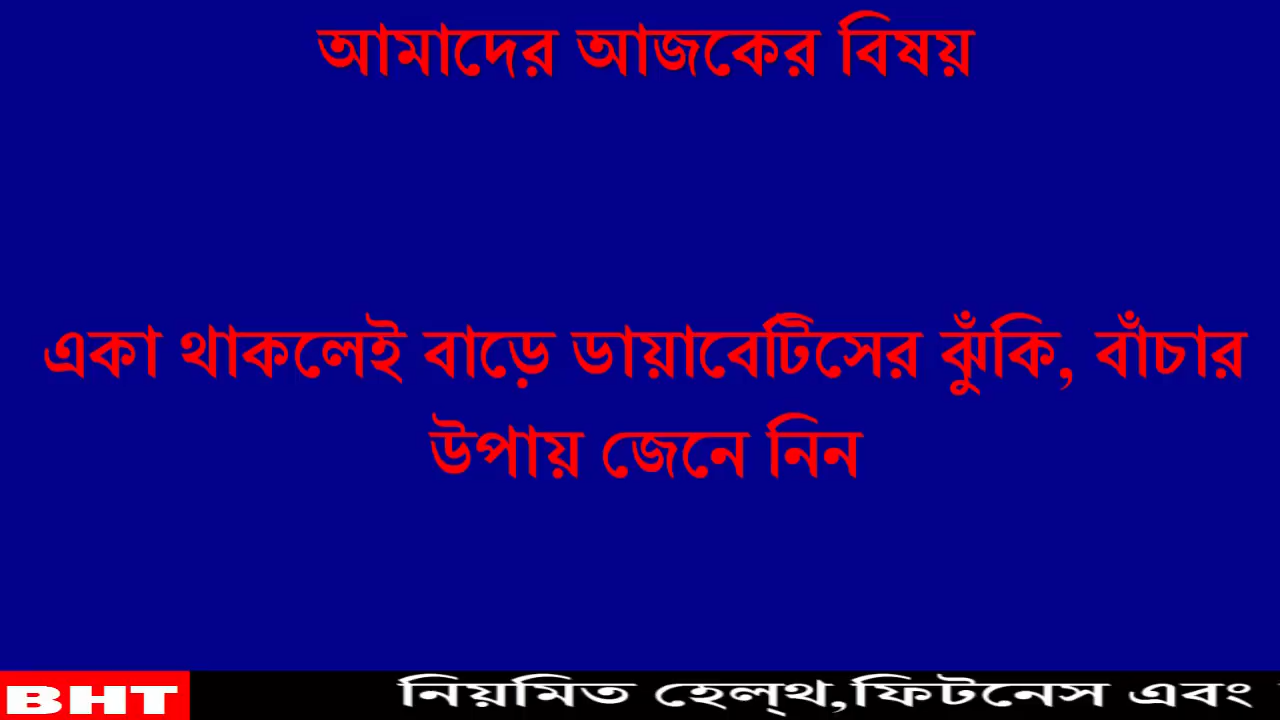 আমাদের আজকের বিষয়
একা থাকলেই বাড়ে ডায়াবেটিসের ঝুঁকি, বাঁচার
উপায় জেনে নিন
BHT নিয়মিত হেল্থ,ফিটনেস এবং